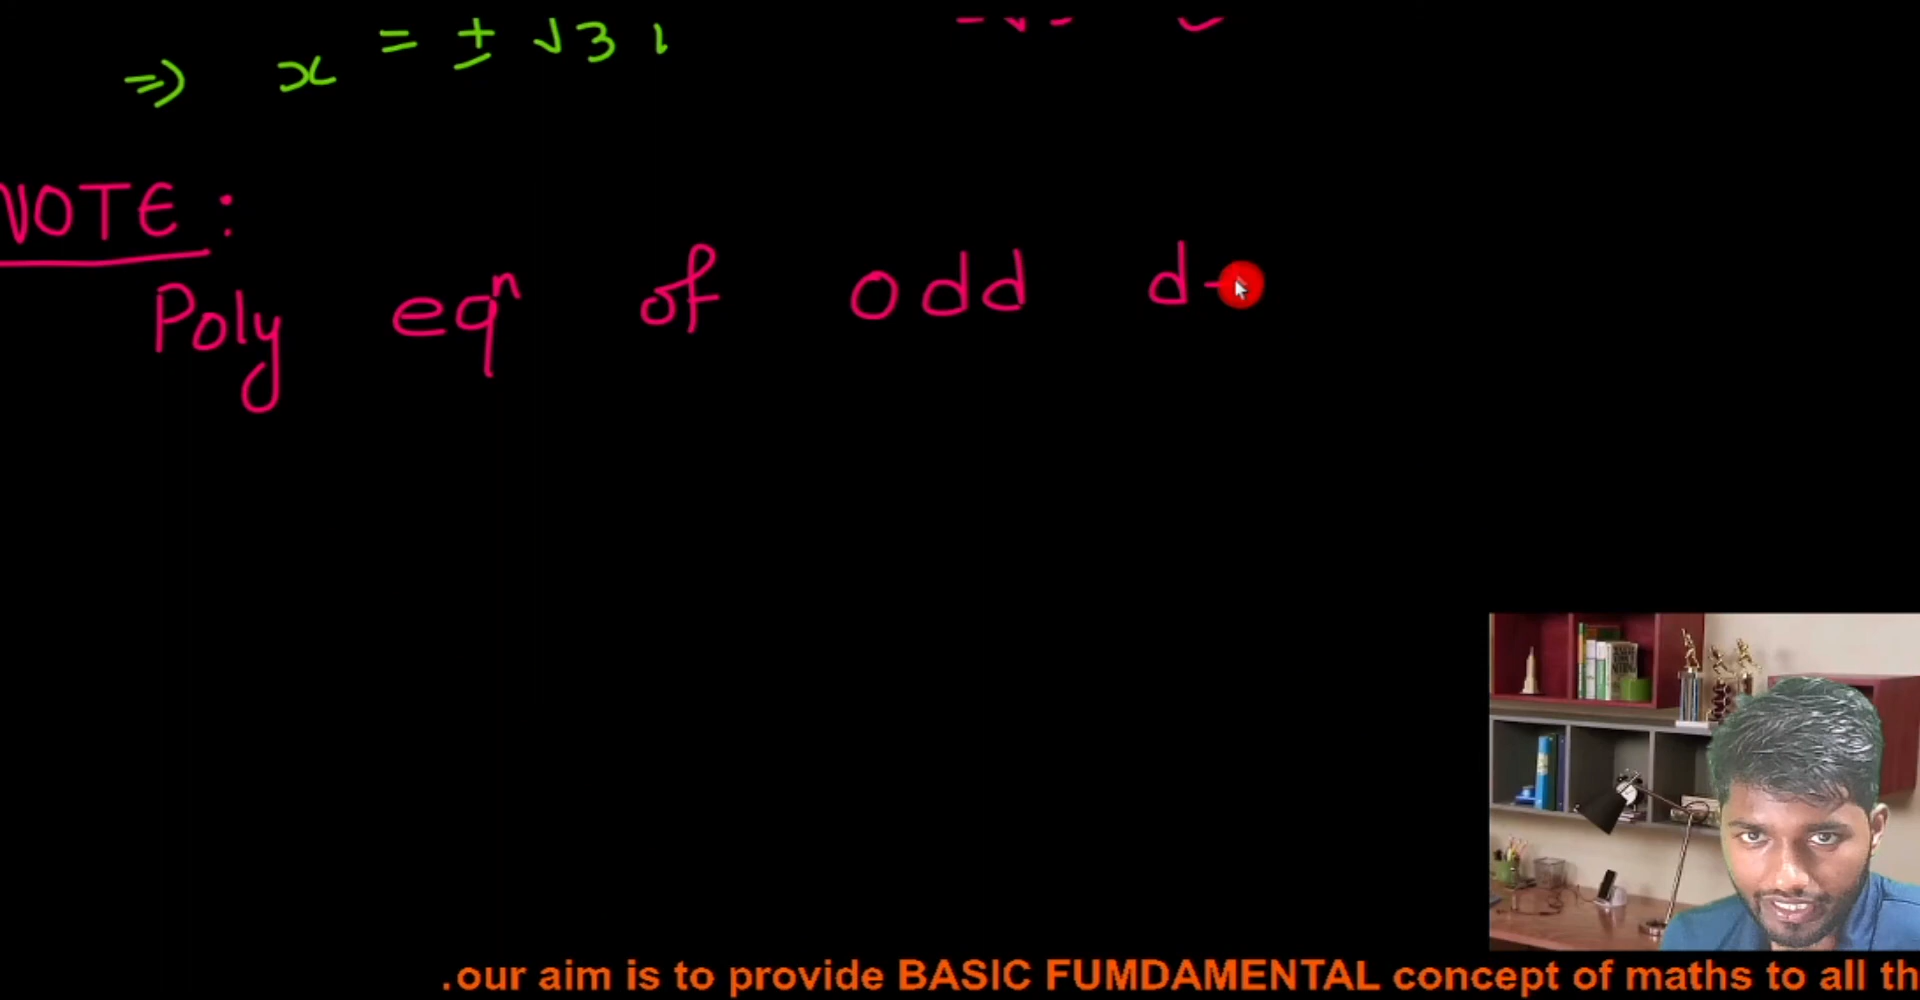 => x = ± √3 i
NOTE :
Poly eqⁿ of odd d
.our aim is to provide BASIC FUMDAMENTAL concept of maths to all th